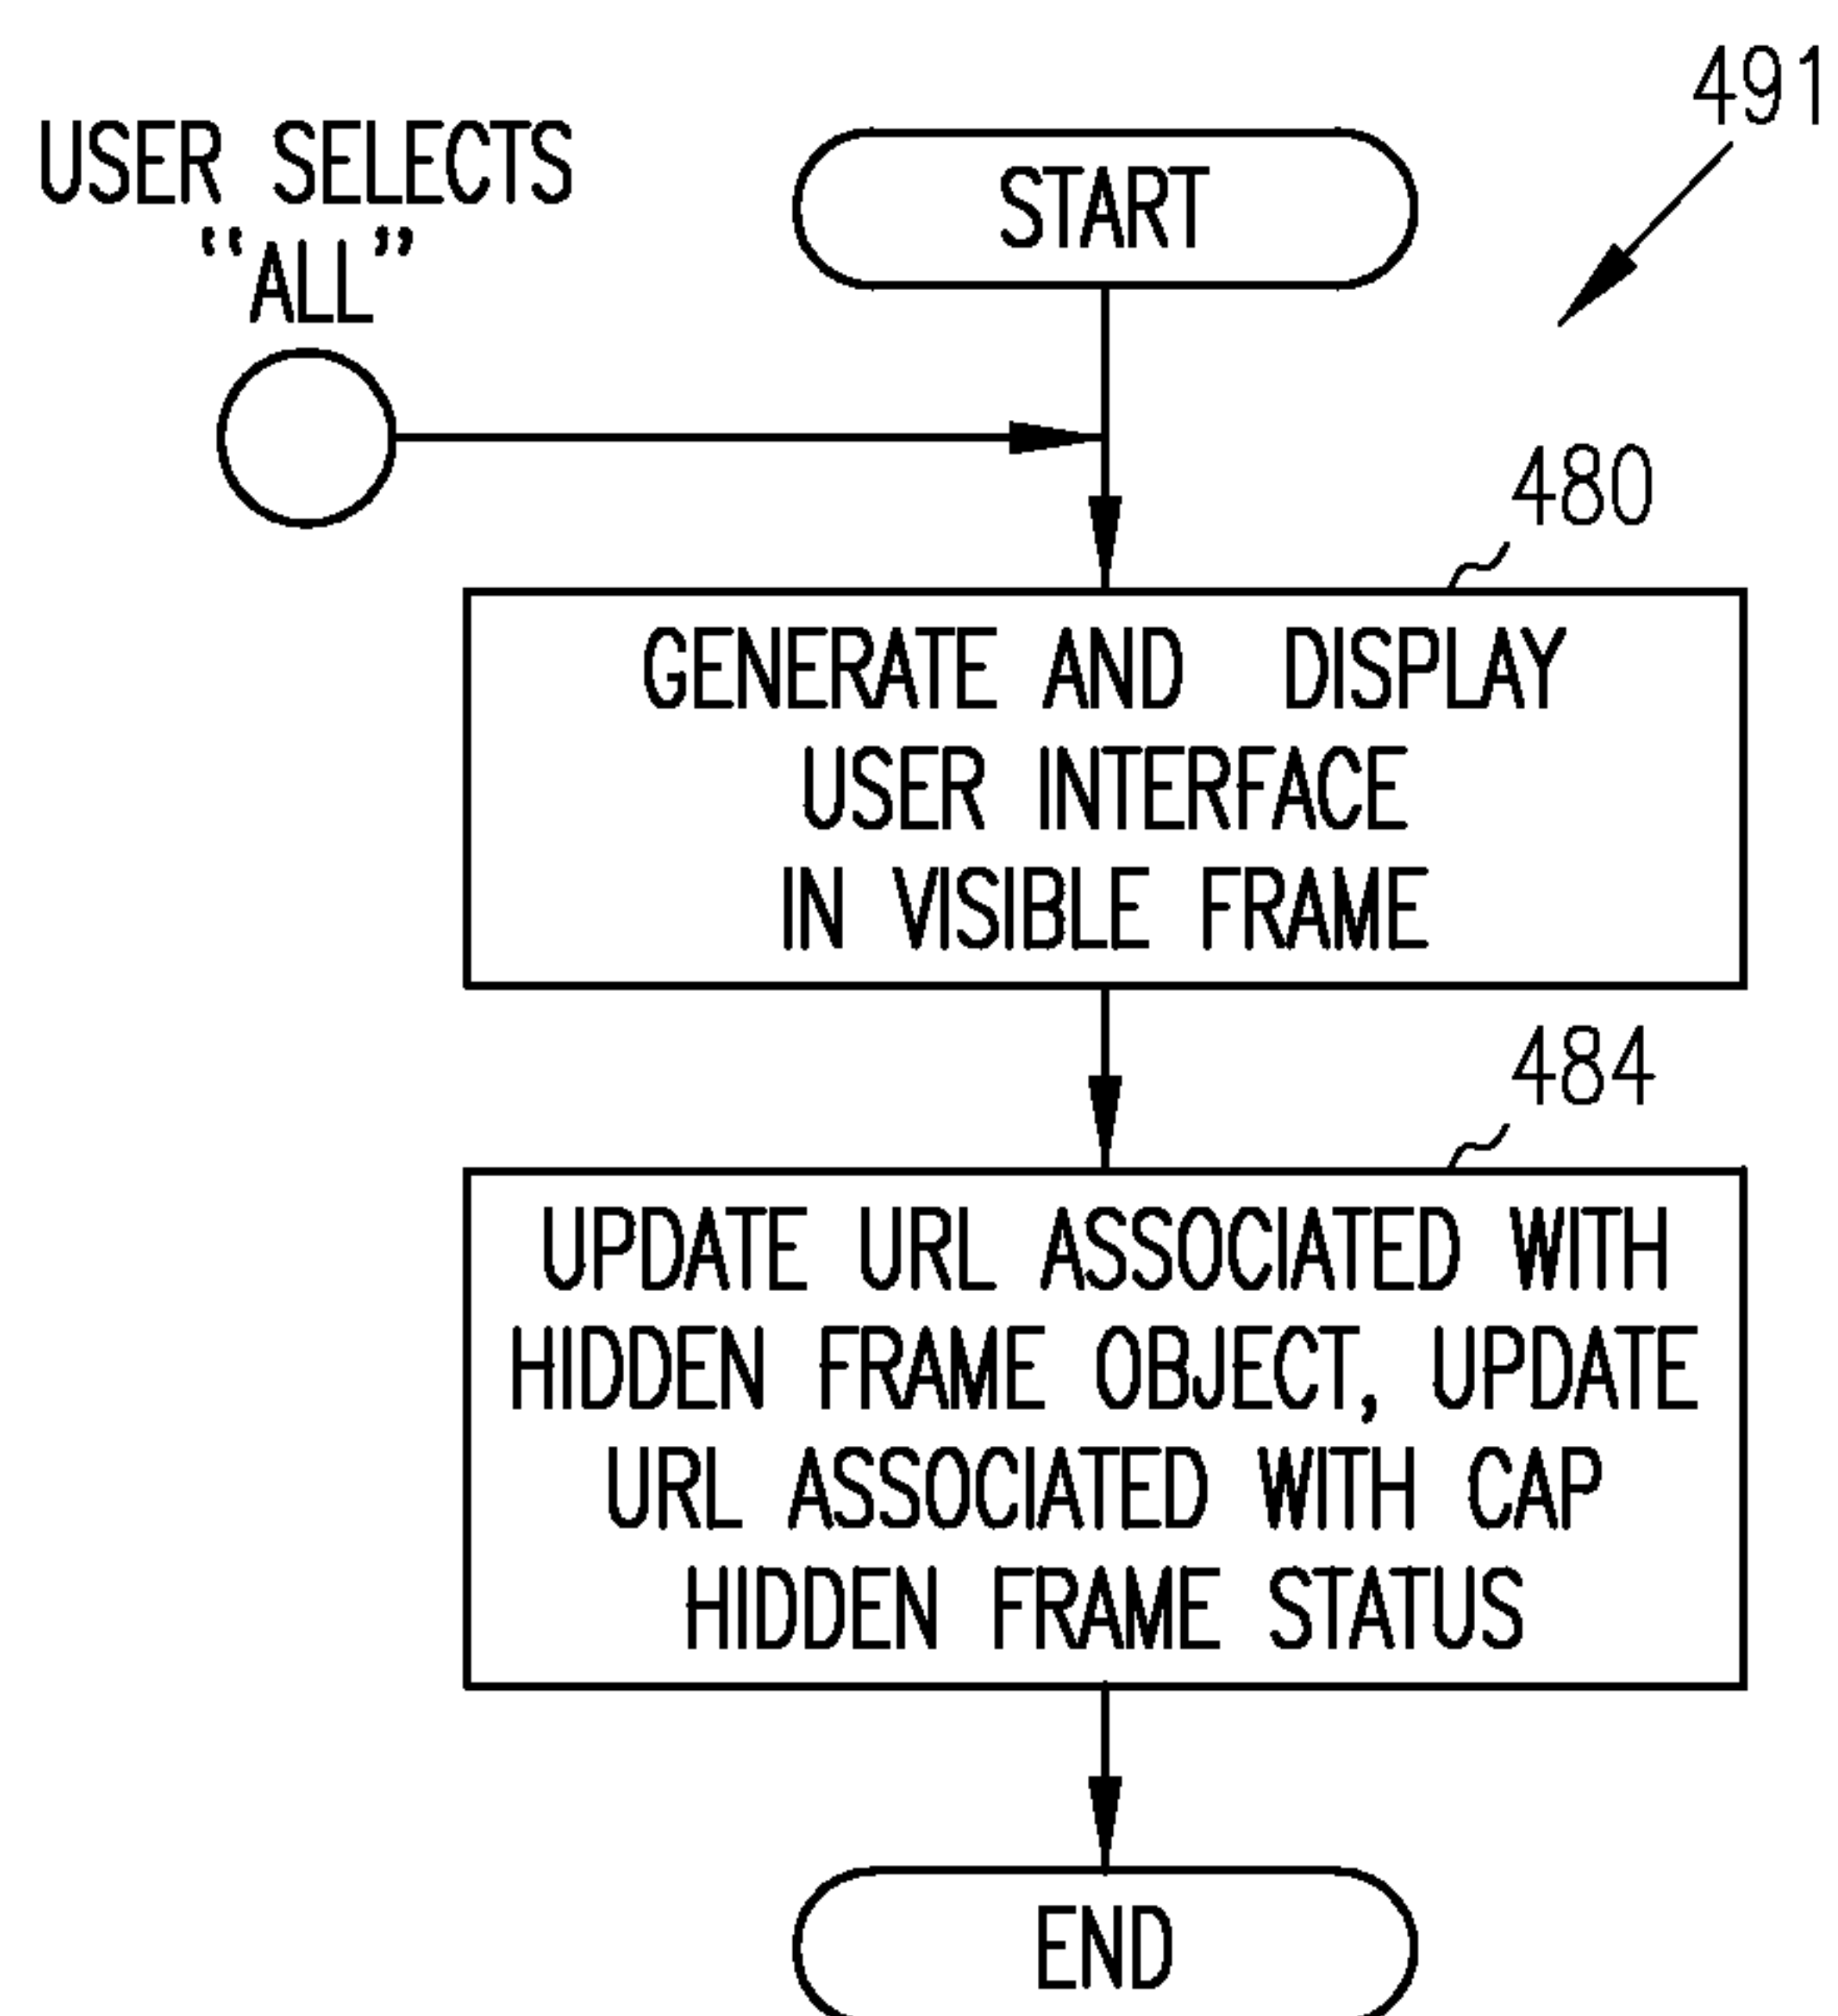 491
USER SELECTS
“ALL”
START
480
GENERATE AND DISPLAY
USER INTERFACE
IN VISIBLE FRAME
484
UPDATE URL ASSOCIATED WITH
HIDDEN FRAME OBJECT, UPDATE
URL ASSOCIATED WITH CAP
HIDDEN FRAME STATUS
END